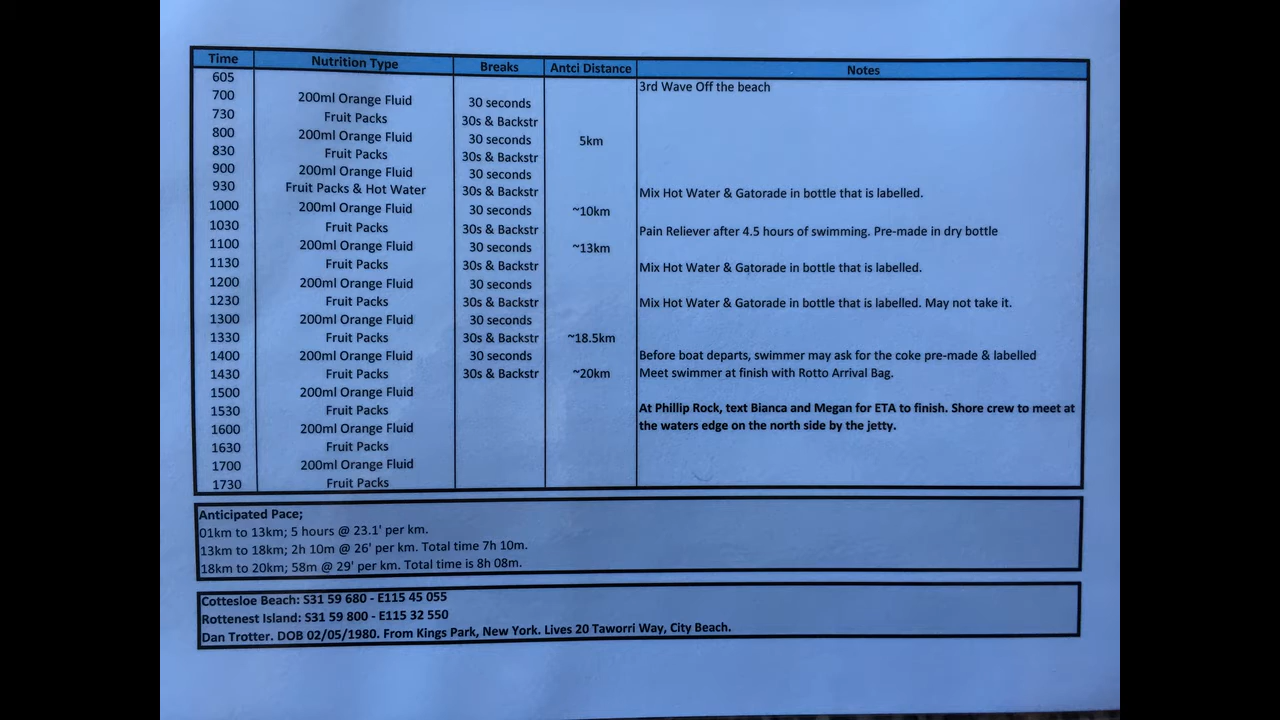 Time Nutrition Type Breaks Antci Distance Notes
605 3rd Wave Off the beach
700 200ml Orange Fluid 30 seconds
730 Fruit Packs 30s & Backstr
800 200ml Orange Fluid 30 seconds 5km
830 Fruit Packs 30s & Backstr
900 200ml Orange Fluid 30 seconds
930 Fruit Packs & Hot Water 30s & Backstr Mix Hot Water & Gatorade in bottle that is labelled.
1000 200ml Orange Fluid 30 seconds ~10km
1030 Fruit Packs 30s & Backstr Pain Reliever after 4.5 hours of swimming. Pre-made in dry bottle
1100 200ml Orange Fluid 30 seconds ~13km
1130 Fruit Packs 30s & Backstr Mix Hot Water & Gatorade in bottle that is labelled.
1200 200ml Orange Fluid 30 seconds
1230 Fruit Packs 30s & Backstr Mix Hot Water & Gatorade in bottle that is labelled. May not take it.
1300 200ml Orange Fluid 30 seconds
1330 Fruit Packs 30s & Backstr ~18.5km
1400 200ml Orange Fluid 30 seconds Before boat departs, swimmer may ask for the coke pre-made & labelled
1430 Fruit Packs 30s & Backstr ~20km Meet swimmer at finish with Rotto Arrival Bag.
1500 200ml Orange Fluid
1530 Fruit Packs At Phillip Rock, text Bianca and Megan for ETA to finish. Shore crew to meet at
1600 200ml Orange Fluid the waters edge on the north side by the jetty.
1630 Fruit Packs
1700 200ml Orange Fluid
1730 Fruit Packs
Anticipated Pace;
01km to 13km; 5 hours @ 23.1' per km.
13km to 18km; 2h 10m @ 26' per km. Total time 7h 10m.
18km to 20km; 58m @ 29' per km. Total time is 8h 08m.
Cottesloe Beach: S31 59 680 - E115 45 055
Rottenest Island: S31 59 800 - E115 32 550
Dan Trotter. DOB 02/05/1980. From Kings Park, New York. Lives 20 Taworri Way, City Beach.